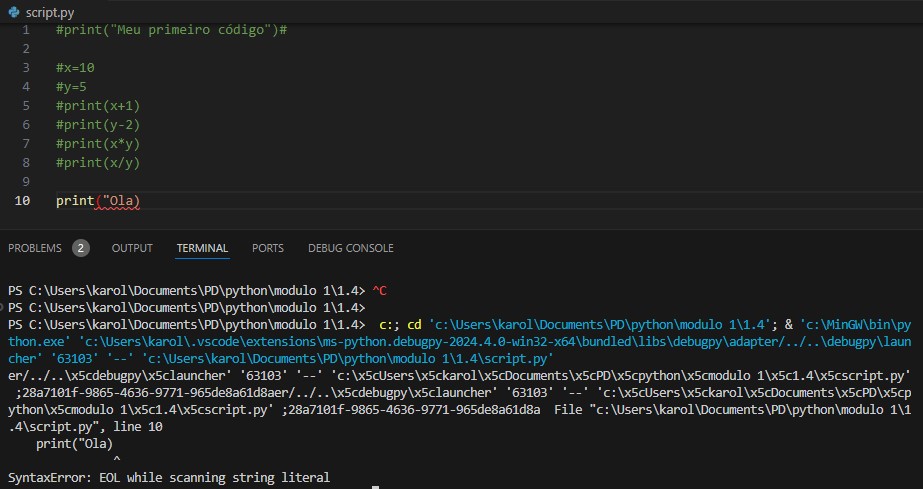 script.py
1 #print("Meu primeiro código")#
2
3 #x=10
4 #y=5
5 #print(x+1)
6 #print(y-2)
7 #print(x*y)
8 #print(x/y)
9
10 print("Ola)
PROBLEMS 2 OUTPUT TERMINAL PORTS DEBUG CONSOLE
PS C:\Users\karol\Documents\PD\python\modulo 1\1.4> ^C
PS C:\Users\karol\Documents\PD\python\modulo 1\1.4>
PS C:\Users\karol\Documents\PD\python\modulo 1\1.4>  c:; cd 'c:\Users\karol\Documents\PD\python\modulo 1\1.4'; & 'c:\MinGW\bin\py
thon.exe' 'c:\Users\karol\.vscode\extensions\ms-python.debugpy-2024.4.0-win32-x64\bundled\libs\debugpy\adapter/../..\debugpy\laun
cher' '63103' '--' 'c:\Users\karol\Documents\PD\python\modulo 1\1.4\script.py'
er/../..\x5cdebugpy\x5clauncher' '63103' '--' 'c:\x5cUsers\x5ckarol\x5cDocuments\x5cPD\x5cpython\x5cmodulo 1\x5c1.4\x5cscript.py'
;28a7101f-9865-4636-9771-965de8a61d8aer/../..\x5cdebugpy\x5clauncher' '63103' '--' 'c:\x5cUsers\x5ckarol\x5cDocuments\x5cPD\x5cp
ython\x5cmodulo 1\x5c1.4\x5cscript.py' ;28a7101f-9865-4636-9771-965de8a61d8a  File "c:\Users\karol\Documents\PD\python\modulo 1\1
.4\script.py", line 10
print("Ola)
^
SyntaxError: EOL while scanning string literal